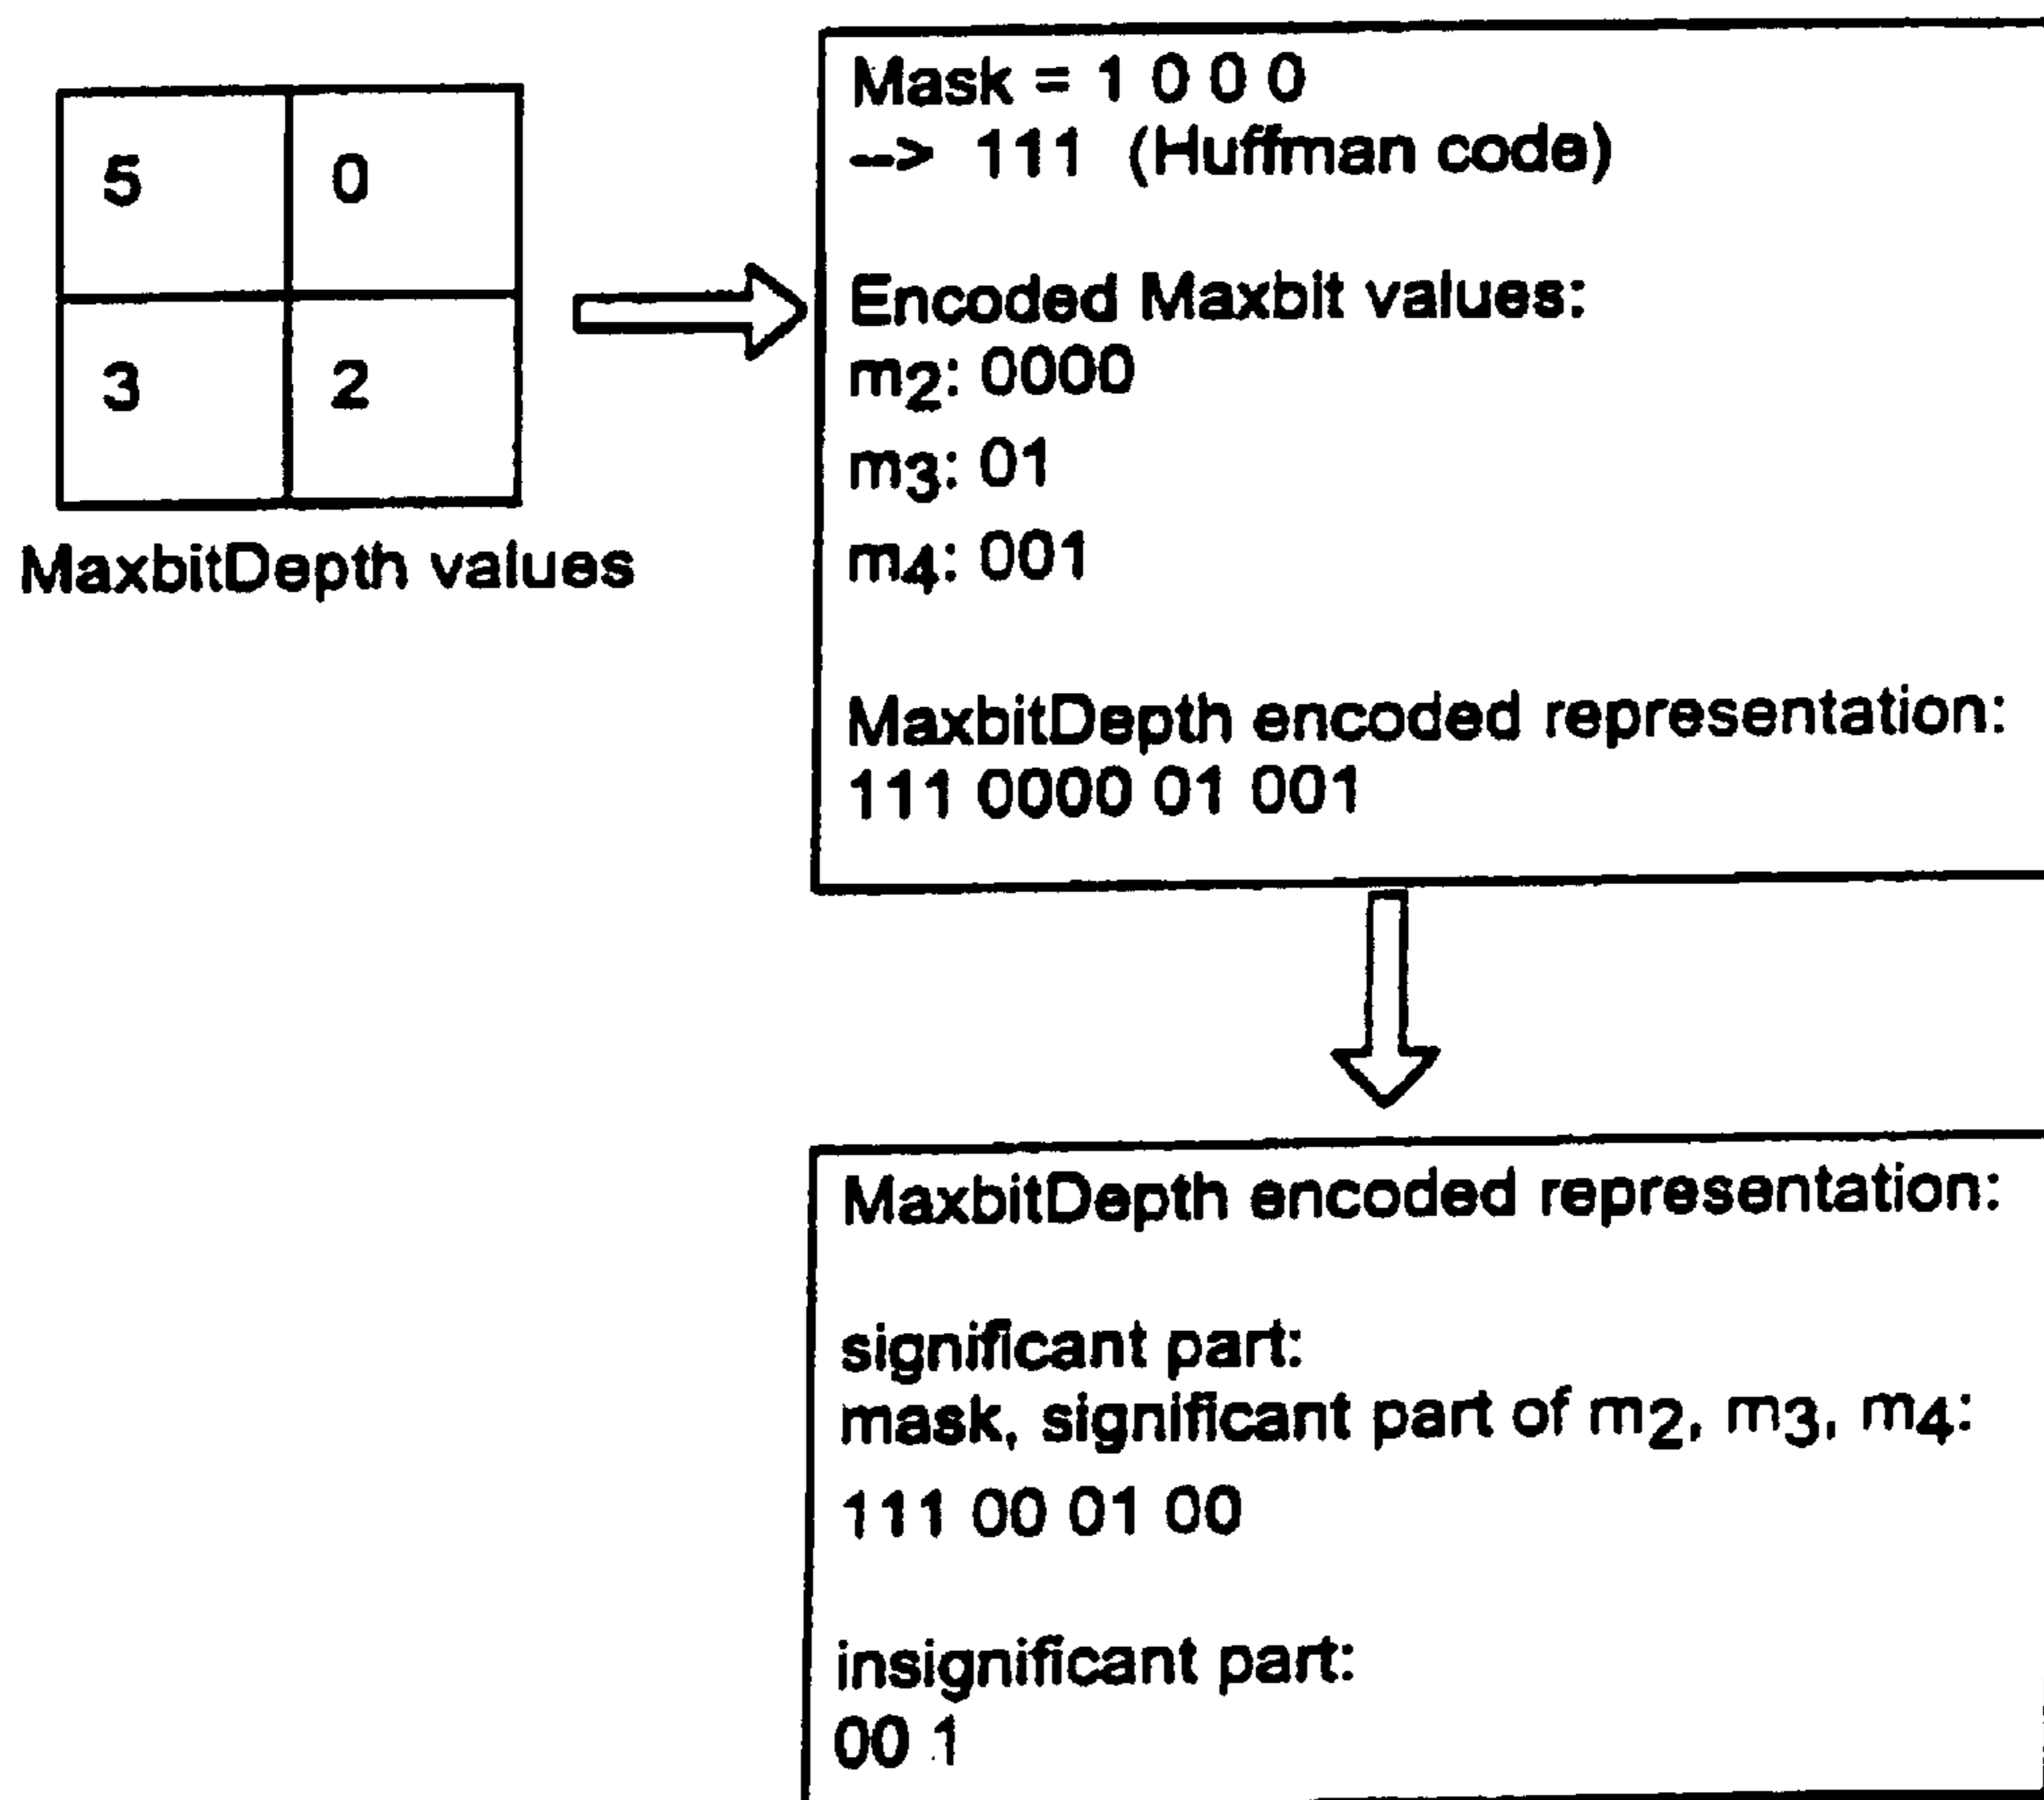 5 0
3 2
MaxbitDepth values
Mask = 1 0 0 0
--> 111 (Huffman code)
Encoded Maxbit values:
m2: 0000
m3: 01
m4: 001
MaxbitDepth encoded representation:
111 0000 01 001
MaxbitDepth encoded representation:
significant part:
mask, significant part of m2, m3, m4:
111 00 01 00
insignificant part:
00 1